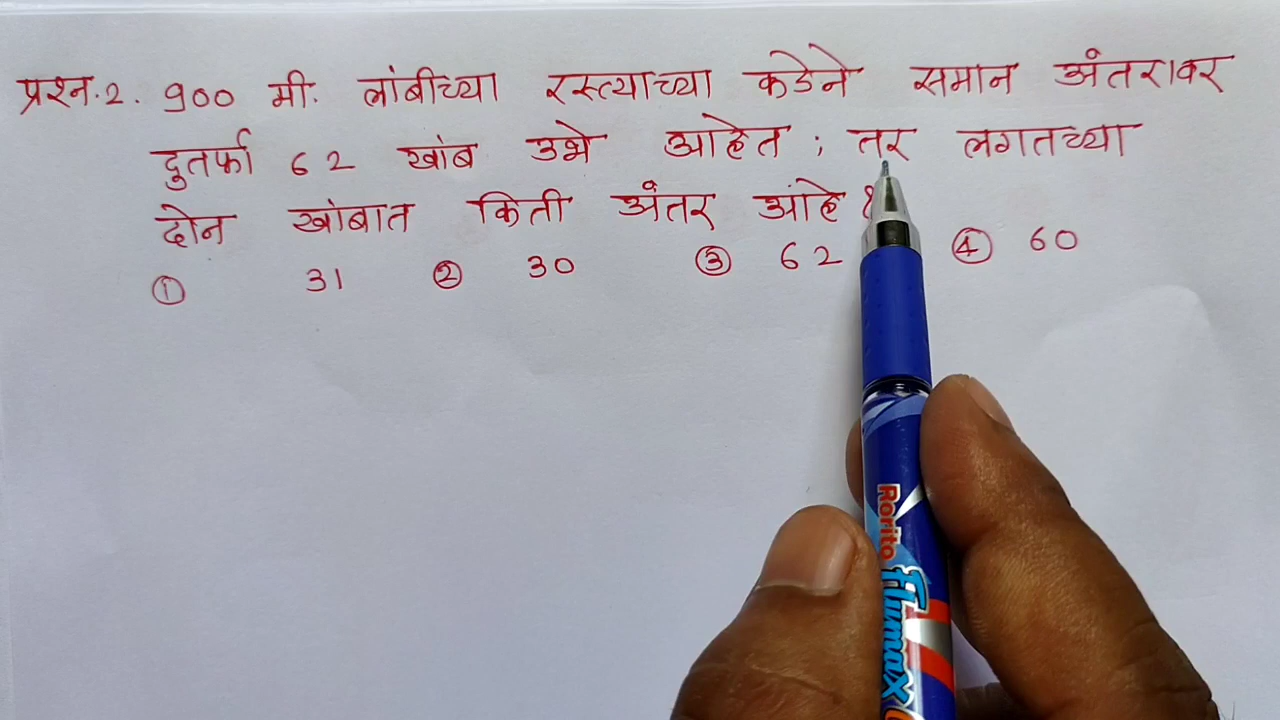 प्रश्न.2. 900 मी. लांबीच्या रस्त्याच्या कडेने समान अंतरावर
दुतर्फा 62 खांब उभे आहेत; तर लगतच्या
दोन खांबात किती अंतर आहे
① 31 ② 30 ③ 62 ④ 60
Rorito
flymax